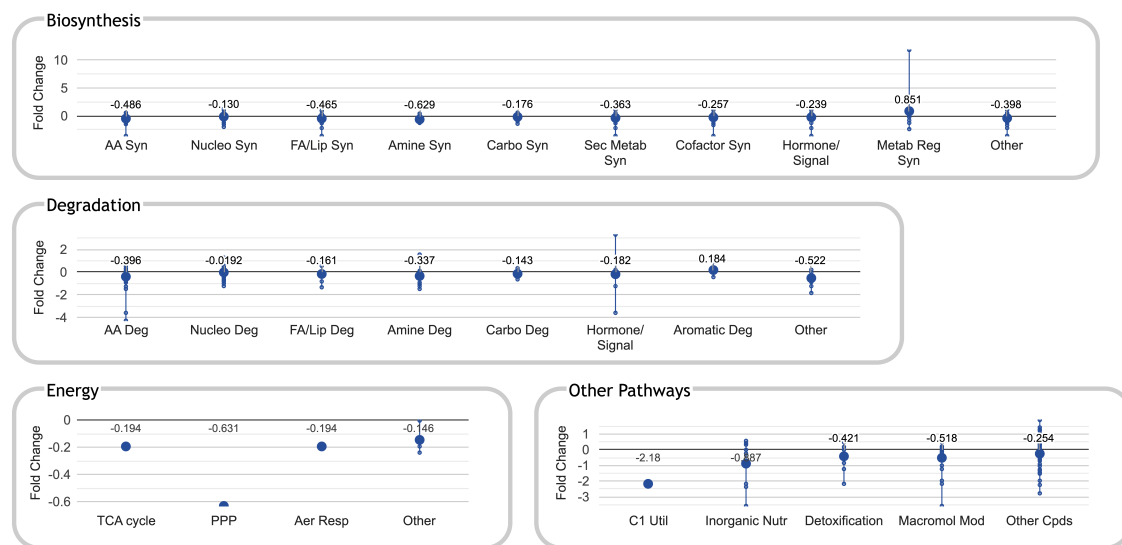 Biosynthesis
Fold Change
10
5
0
-0.486 -0.130 -0.465 -0.629 -0.176 -0.363 -0.257 -0.239 0.851 -0.398
AA Syn Nucleo Syn FA/Lip Syn Amine Syn Carbo Syn Sec Metab Cofactor Syn Hormone/ Metab Reg Other
Syn Signal Syn
Degradation
Fold Change
2
0
-2
-4
-0.396 -0.0192 -0.161 -0.337 -0.143 -0.182 0.184 -0.522
AA Deg Nucleo Deg FA/Lip Deg Amine Deg Carbo Deg Hormone/ Aromatic Deg Other
Signal
Energy
Fold Change
0
-0.2
-0.4
-0.6
-0.194 -0.631 -0.194 -0.146
TCA cycle PPP Aer Resp Other
Other Pathways
Fold Change
1
0
-1
-2
-3
-2.18 -0.887 -0.421 -0.518 -0.254
C1 Util Inorganic Nutr Detoxification Macromol Mod Other Cpds